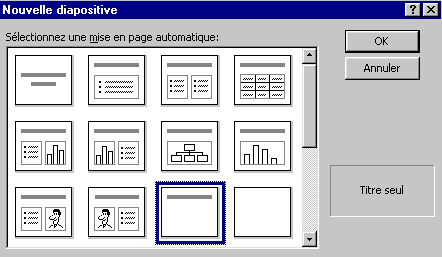 Nouvelle diapositive
Sélectionnez une mise en page automatique:
OK
Annuler
Titre seul